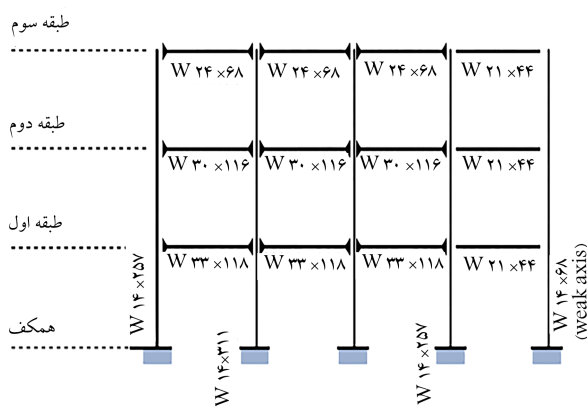 طبقه سوم
W ۲۴ ×۶۸ W ۲۴ ×۶۸ W ۲۴ ×۶۸ W ۲۱ ×۴۴
طبقه دوم
W ۳۰ ×۱۱۶ W ۳۰ ×۱۱۶ W ۳۰ ×۱۱۶ W ۲۱ ×۴۴
طبقه اول
W ۳۳ ×۱۱۸ W ۳۳ ×۱۱۸ W ۳۳ ×۱۱۸ W ۲۱ ×۴۴
همکف
W ۱۴ ×۲۵۷
W ۱۴×۳۱۱
W ۱۴×۲۵۷
W ۱۴ ×۶۸
(weak axis)